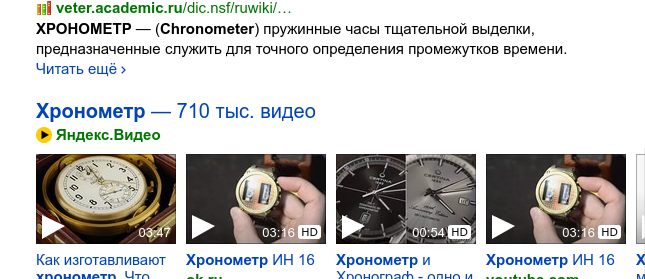 veter.academic.ru/dic.nsf/ruwiki/…
ХРОНОМЕТР — (Chronometer) пружинные часы тщательной выделки,
предназначенные служить для точного определения промежутков времени.
Читать ещё ›
Хронометр — 710 тыс. видео
Яндекс.Видео
03:47
03:16 HD
CERTINA
CERTINA
00:54 HD
03:16 HD
Как изготавливают
хронометр. Что
Хронометр ИН 16
ok.ru
Хронометр и
Хронограф - одно и
Хронометр ИН 16
youtube.com